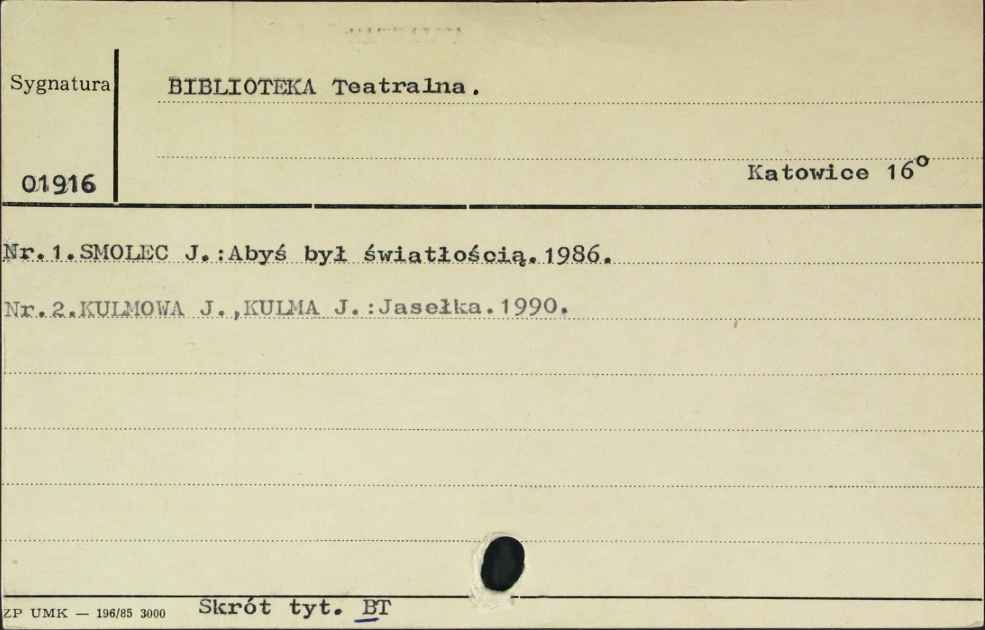 Sygnatura
BIBLIOTEKA Teatralna.
Katowice 16°
01916
Nr.1.SMOLEC J.:Abyś był światłością.1986.
Nr.2.KULMOWA J.,KULMA J.:Jasełka.1990.
ZP UMK — 196/85 3000 Skrót tyt. BT